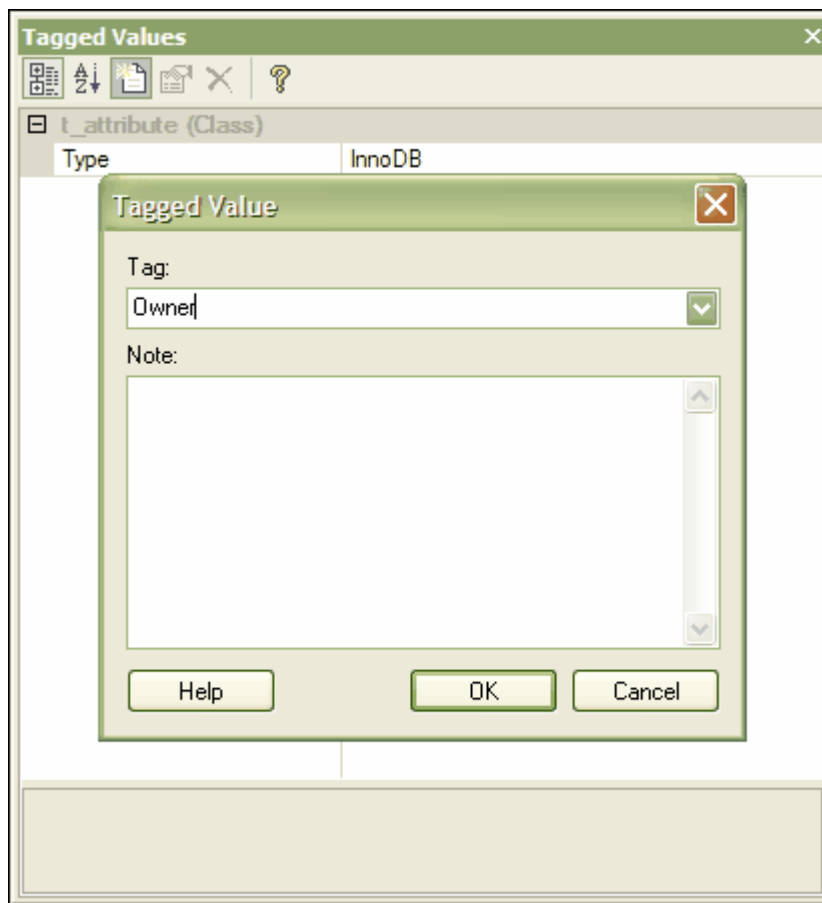 Tagged Values
t_attribute (Class)
Type InnoDB
Tagged Value
Tag:
Owner
Note:
Help OK Cancel